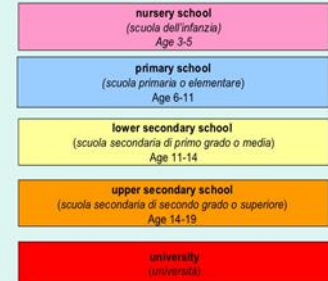 nursery school
(scuola dell'infanzia)
Age 3-5
primary school
(scuola primaria o elementare)
Age 6-11
lower secondary school
(scuola secondaria di primo grado o media)
Age 11-14
upper secondary school
(scuola secondaria di secondo grado o superiore)
Age 14-19
university
(università)